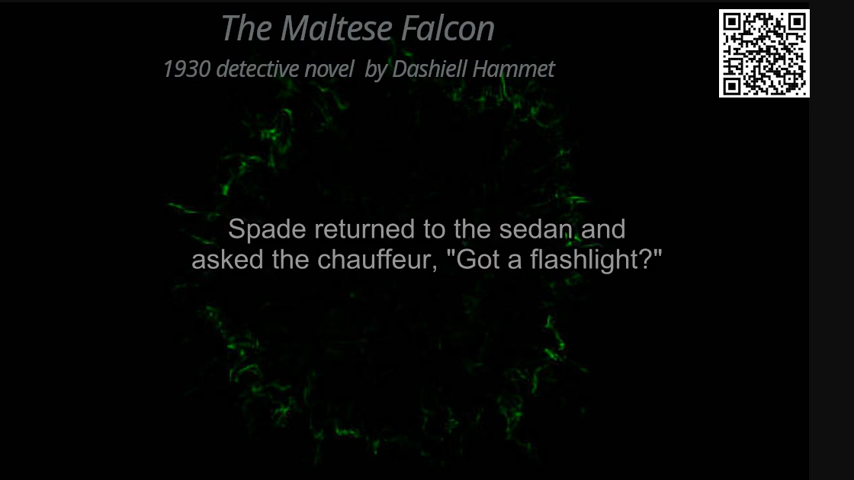 The Maltese Falcon
1930 detective novel by Dashiell Hammet
Spade returned to the sedan and
asked the chauffeur, "Got a flashlight?"